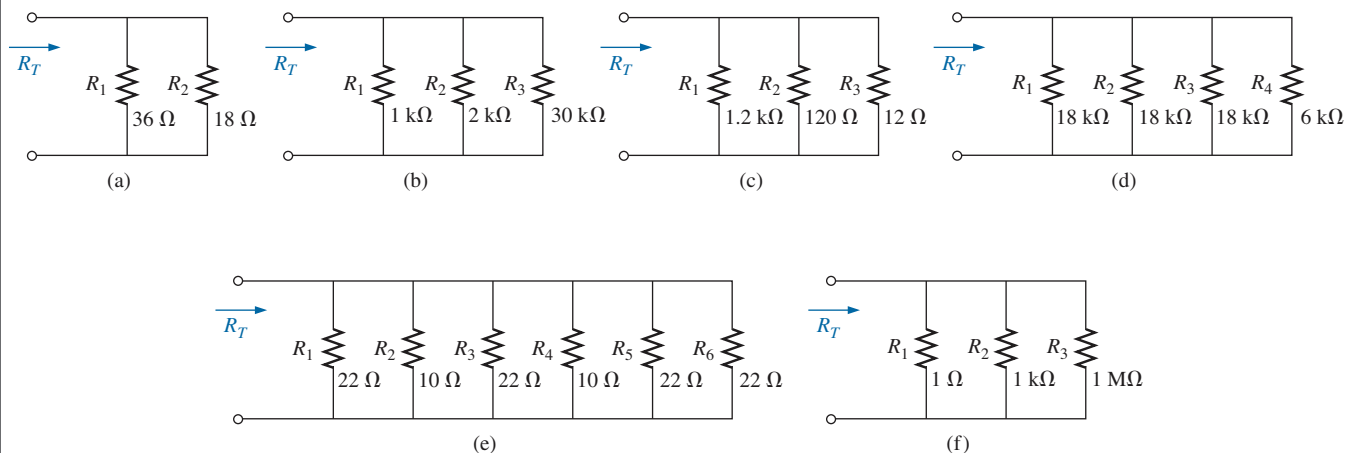 R_T R_1 36 Ω R_2 18 Ω
(a)
R_T R_1 1 kΩ R_2 2 kΩ R_3 30 kΩ
(b)
R_T R_1 1.2 kΩ R_2 120 Ω R_3 12 Ω
(c)
R_T R_1 18 kΩ R_2 18 kΩ R_3 18 kΩ R_4 6 kΩ
(d)
R_T R_1 22 Ω R_2 10 Ω R_3 22 Ω R_4 10 Ω R_5 22 Ω R_6 22 Ω
(e)
R_T R_1 1 Ω R_2 1 kΩ R_3 1 MΩ
(f)